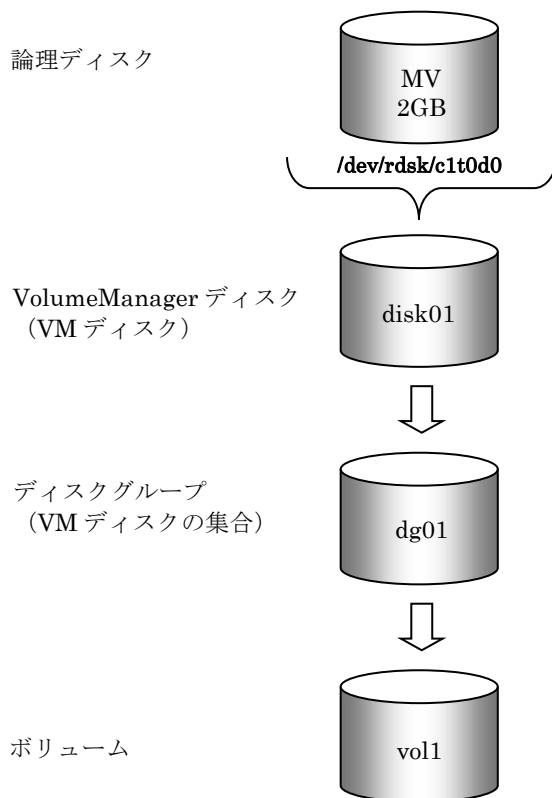 論理ディスク
MV
2GB
/dev/rdsk/c1t0d0
VolumeManager ディスク
（VM ディスク）
disk01
ディスクグループ
（VM ディスクの集合）
dg01
ボリューム
vol1